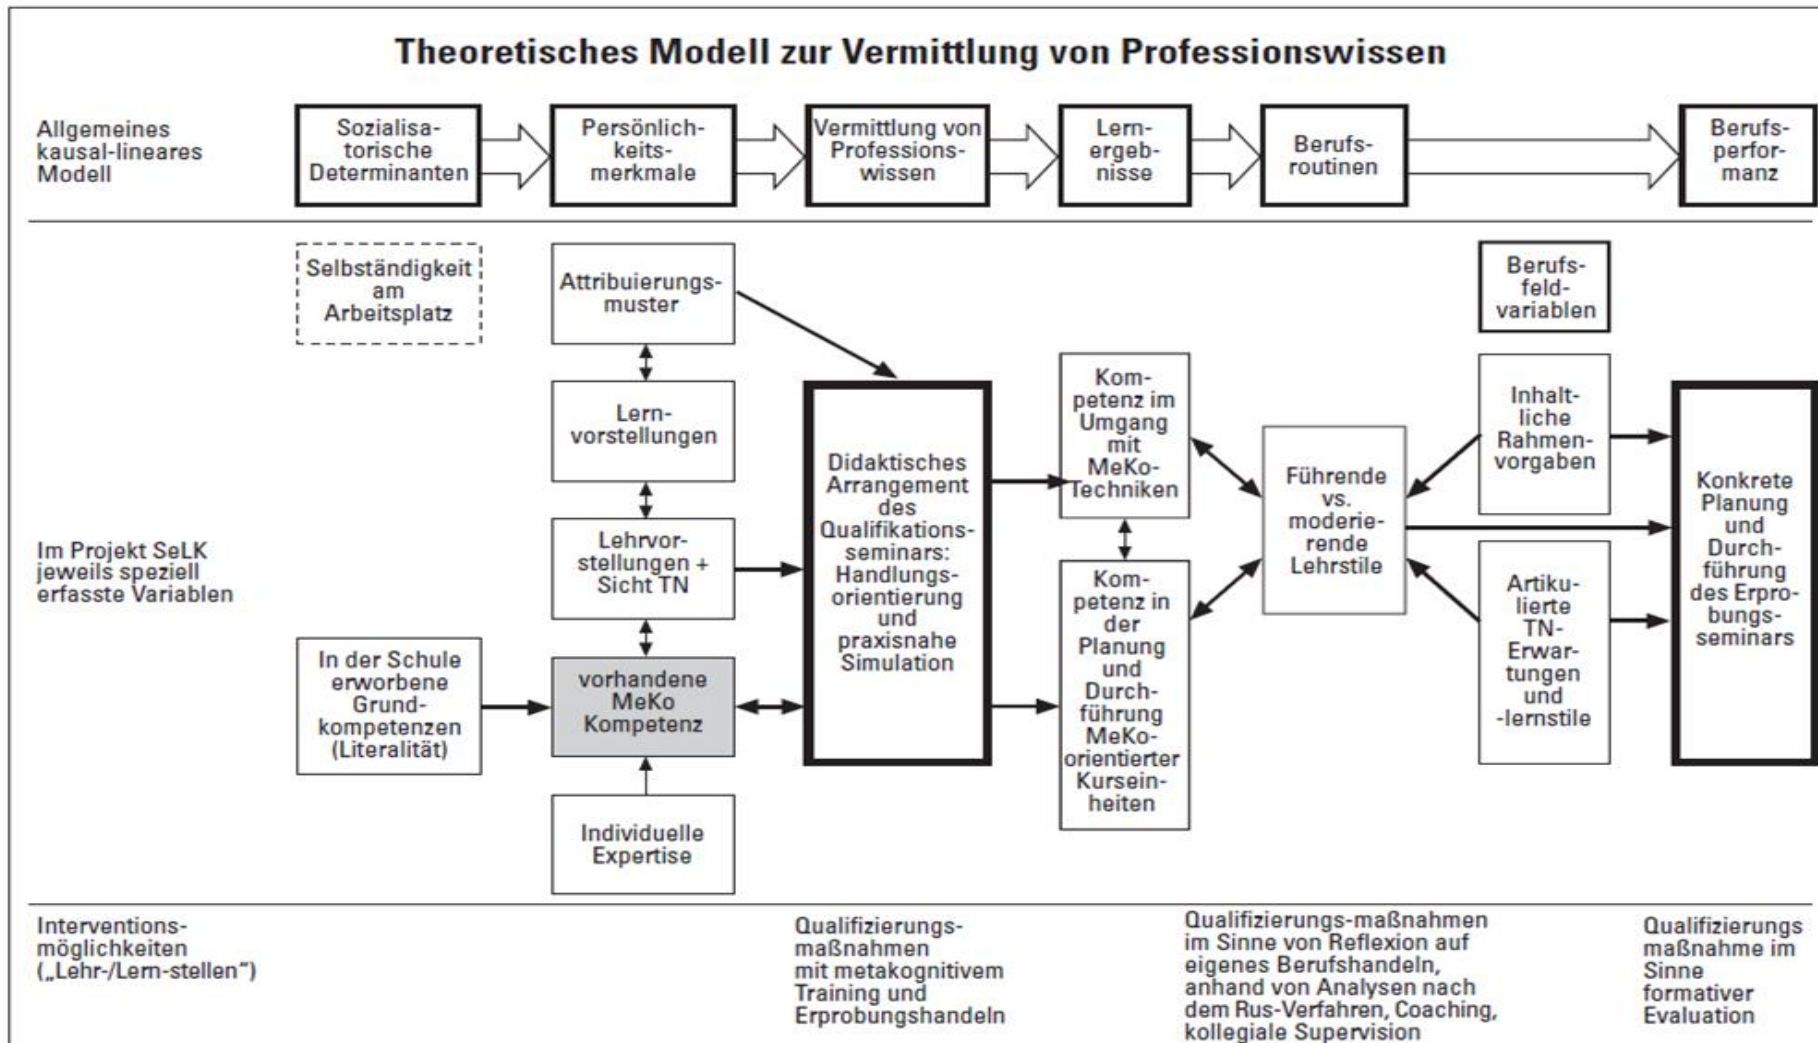 Theoretisches Modell zur Vermittlung von Professionswissen
Allgemeines
kausal-lineares
Modell
Sozialisa-
torische
Determinanten
Persönlich-
keits-
merkmale
Vermittlung von
Professions-
wissen
Lern-
ergeb-
nisse
Berufs-
routinen
Berufs-
perfor-
manz
Im Projekt SeLK
jeweils speziell
erfasste Variablen
Selbständigkeit
am
Arbeitsplatz
In der Schule
erworbene
Grund-
kompetenzen
(Literalität)
Attribuierungs-
muster
Lern-
vorstellungen
Lehrvor-
stellungen +
Sicht TN
vorhandene
MeKo
Kompetenz
Individuelle
Expertise
Didaktisches
Arrangement
des
Qualifikations-
seminars:
Handlungs-
orientierung
und
praxisnahe
Simulation
Kom-
petenz im
Umgang
mit
MeKo-
Techniken
Kom-
petenz in
der
Planung
und
Durch-
führung
MeKo-
orientierter
Kursein-
heiten
Führende
vs.
moderie-
rende
Lehrstile
Berufs-
feld-
variablen
Inhalt-
liche
Rahmen-
vorgaben
Artiku-
lierte
TN-
Erwar-
tungen
und
-lernstile
Konkrete
Planung
und
Durch-
führung
des Erpro-
bungs-
seminars
Interventions-
möglichkeiten
(„Lehr-/Lern-stellen“)
Qualifizierungs-
maßnahmen
mit metakognitivem
Training und
Erprobungshandeln
Qualifizierungs-maßnahmen
im Sinne von Reflexion auf
eigenes Berufshandeln,
anhand von Analysen nach
dem Rus-Verfahren, Coaching,
kollegiale Supervision
Qualifizierungs
maßnahme im
Sinne
formativer
Evaluation